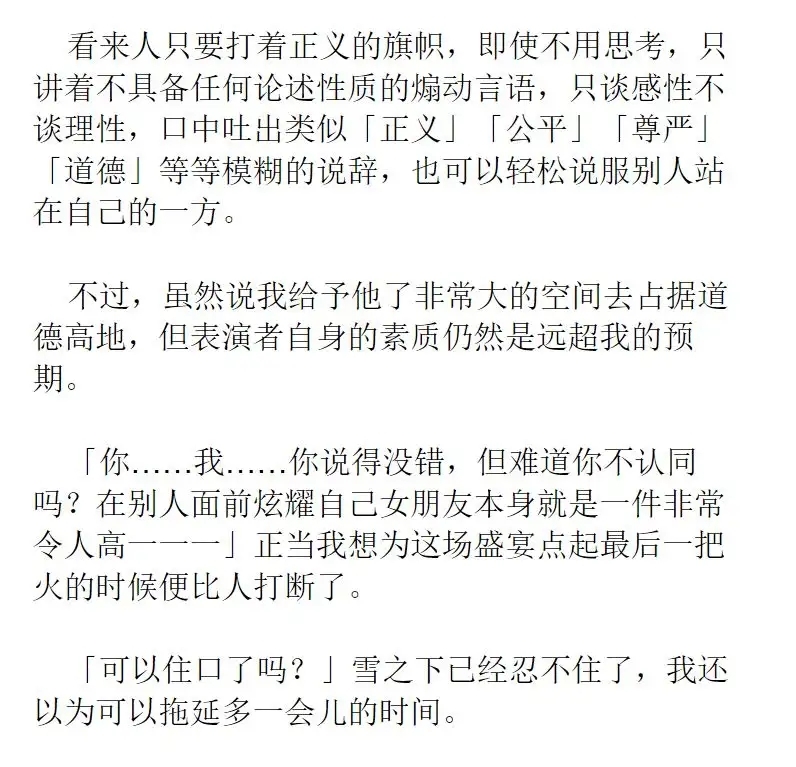 看来人只要打着正义的旗帜，即使不用思考，只
讲着不具备任何论述性质的煽动言语，只谈感性不
谈理性，口中吐出类似「正义」「公平」「尊严」
「道德」等等模糊的说辞，也可以轻松说服别人站
在自己的一方。
不过，虽然说我给予他了非常大的空间去占据道
德高地，但表演者自身的素质仍然是远超我的预
期。
「你……我……你说得没错，但难道你不认同
吗？在别人面前炫耀自己女朋友本身就是一件非常
令人高一一一」正当我想为这场盛宴点起最后一把
火的时候便比人打断了。
「可以住口了吗？」雪之下已经忍不住了，我还
以为可以拖延多一会儿的时间。